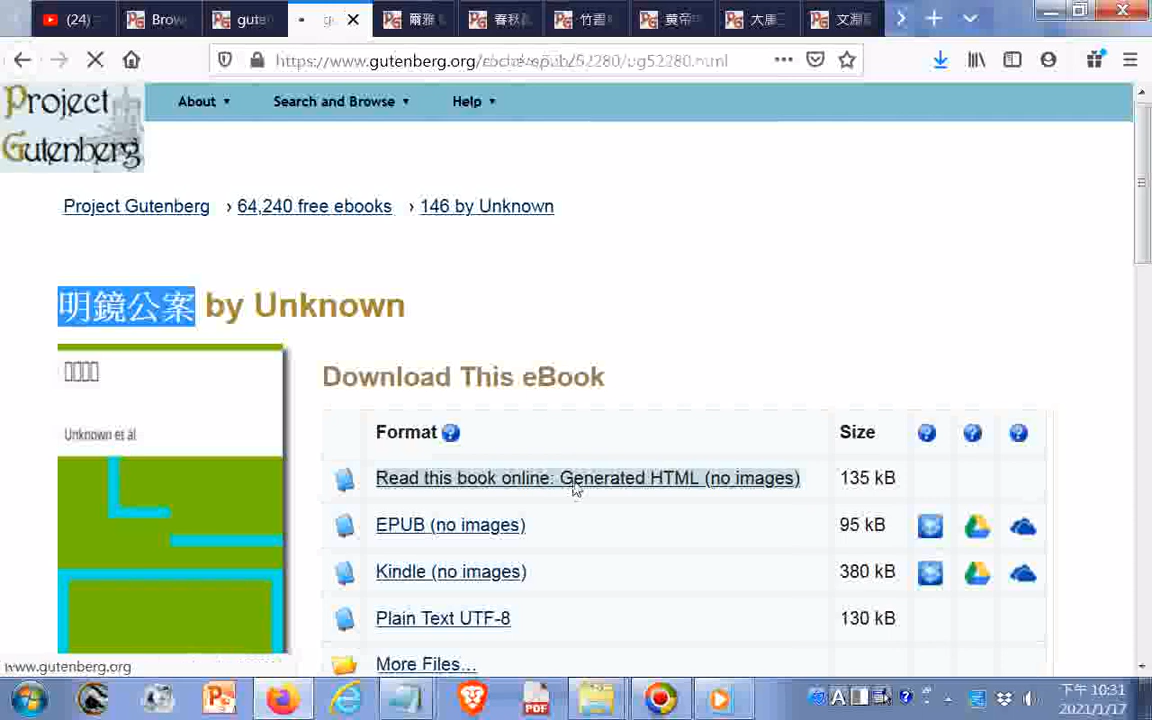 (24)
Brow
gute
爾雅
春秋
竹書
黃帝
大唐
文淵
https://www.gutenberg.org/
Project Gutenberg
About ▼
Search and Browse ▼
Help ▼
Project Gutenberg › 64,240 free ebooks › 146 by Unknown
明鏡公案 by Unknown
Unknown et al
Download This eBook
Format Size
Read this book online: Generated HTML (no images) 135 kB
EPUB (no images) 95 kB
Kindle (no images) 380 kB
Plain Text UTF-8 130 kB
More Files...
www.gutenberg.org
PDF
A
下午 10:31
2021/1/17